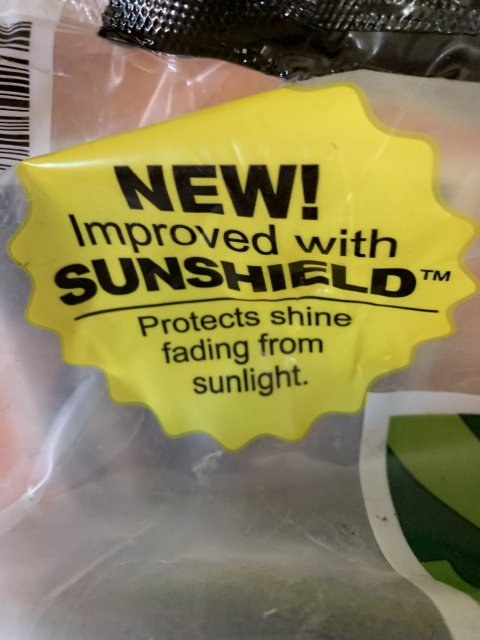 NEW!
Improved with
SUNSHIELD™
Protects shine
fading from
sunlight.